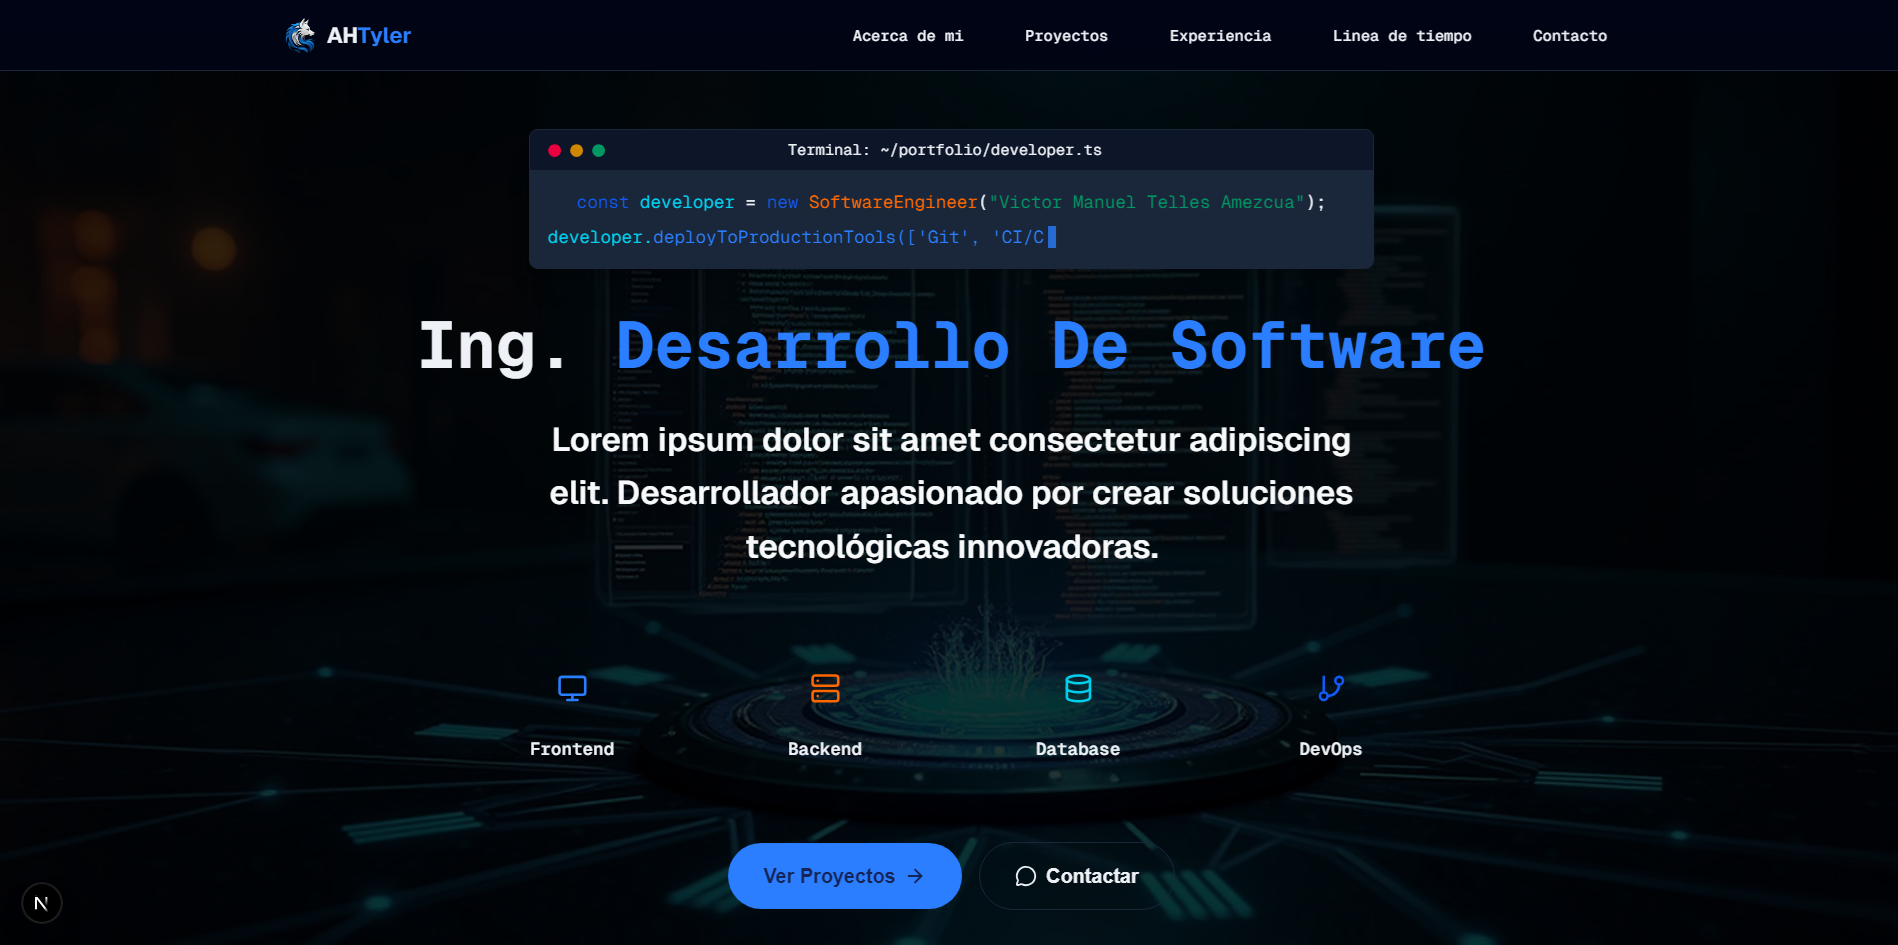 AHTyler
Acerca de mi
Proyectos
Experiencia
Linea de tiempo
Contacto
Terminal: ~/portfolio/developer.ts
const developer = new SoftwareEngineer("Victor Manuel Telles Amezcua");
developer.deployToProductionTools(['Git', 'CI/C
Ing. Desarrollo De Software
Lorem ipsum dolor sit amet consectetur adipiscing
elit. Desarrollador apasionado por crear soluciones
tecnológicas innovadoras.
Frontend
Backend
Database
DevOps
Ver Proyectos
Contactar
N